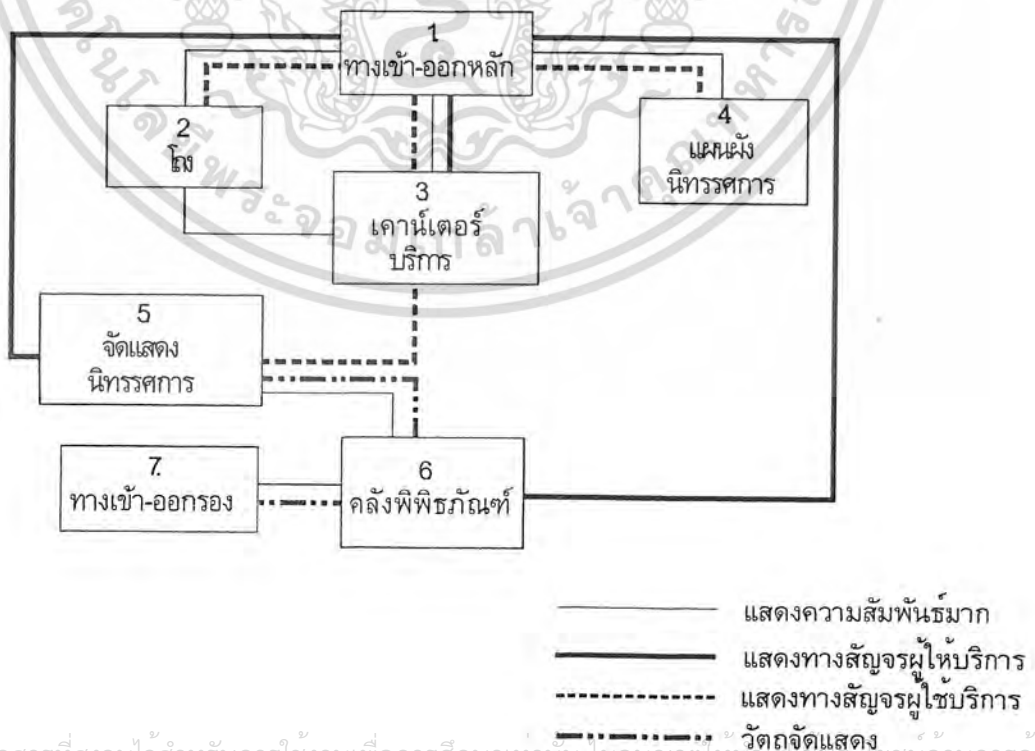 1
ทางเข้า-ออกหลัก
2
โถง
3
เคาน์เตอร์
บริการ
4
แผนผัง
นิทรรศการ
5
จัดแสดง
นิทรรศการ
6
คลังพิพิธภัณฑ์
7.
ทางเข้า-ออกรอง
แสดงความสัมพันธ์มาก
แสดงทางสัญจรผู้ให้บริการ
แสดงทางสัญจรผู้ใช้บริการ
วัตถุจัดแสดง